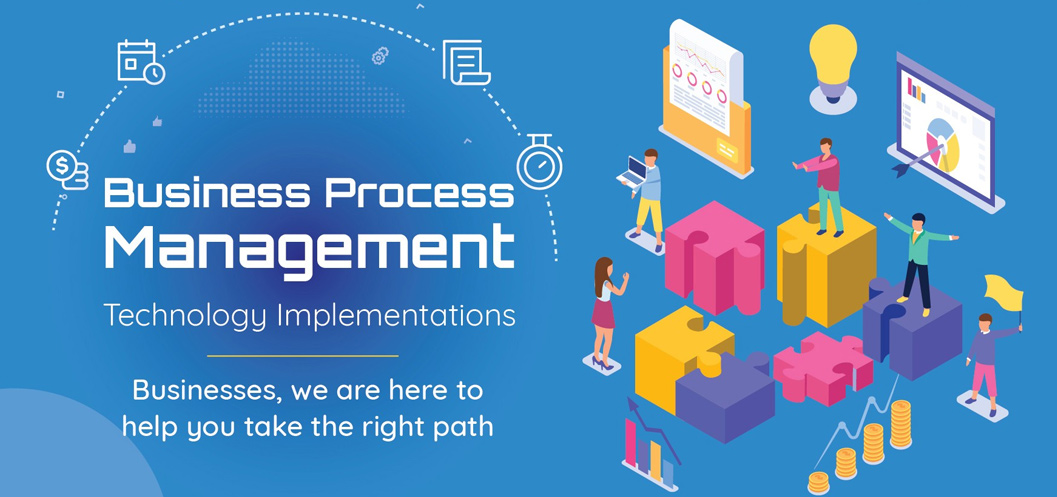 Business Process
Management
Technology Implementations
Businesses, we are here to
help you take the right path